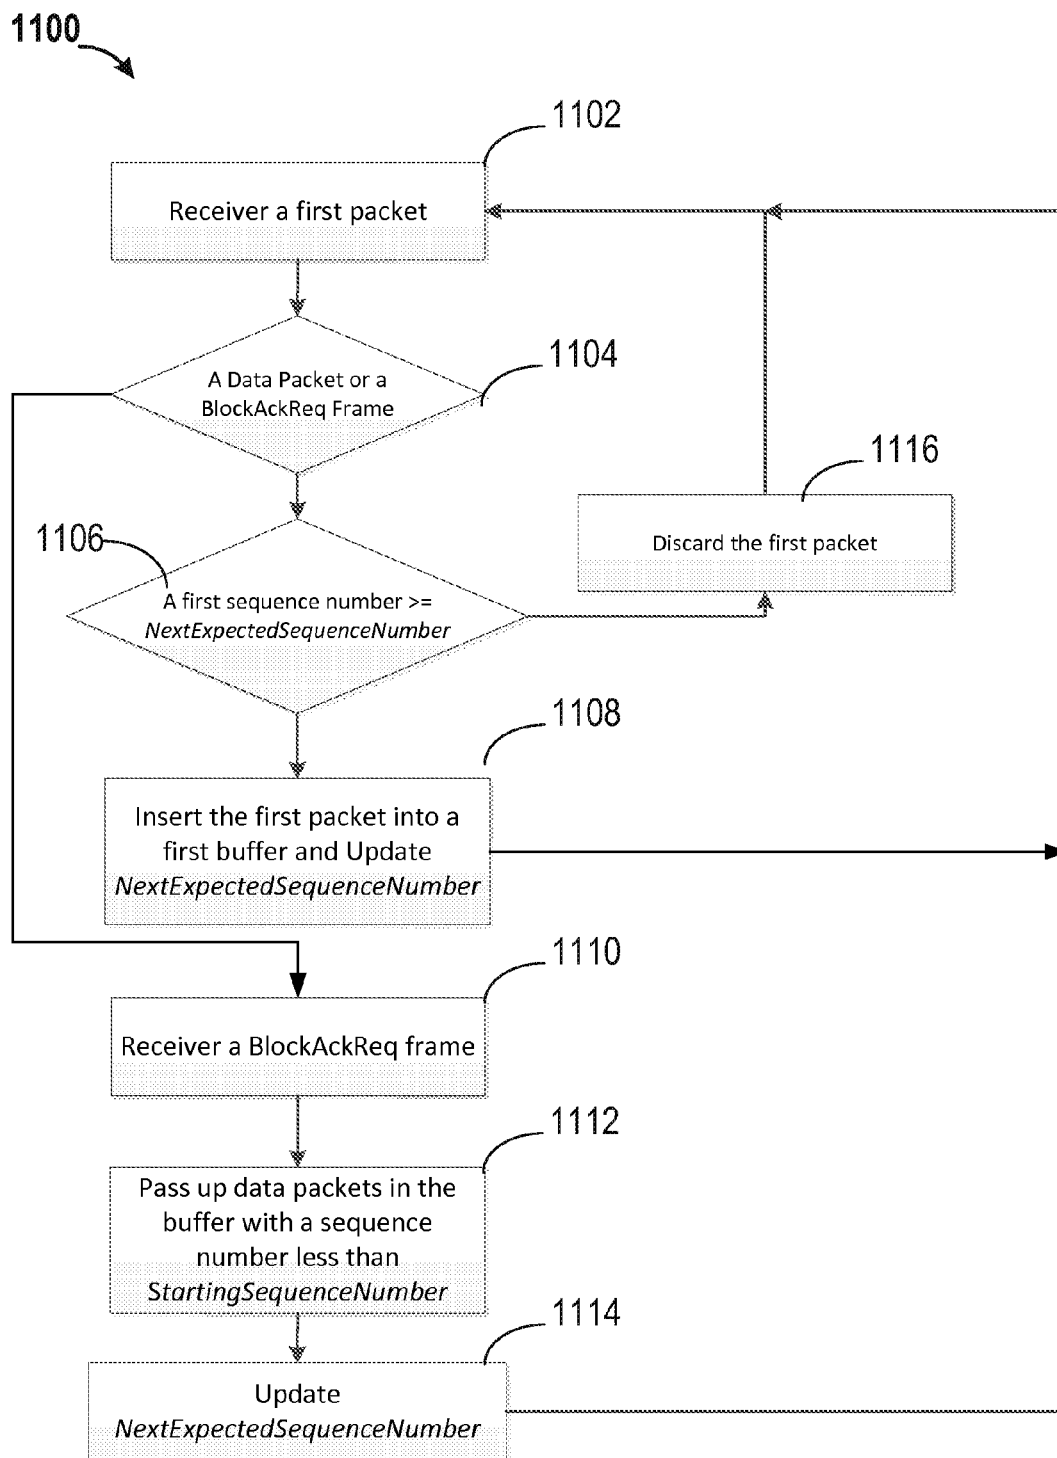 1100
1102
Receiver a first packet
1104
A Data Packet or a
BlockAckReq Frame
1116
Discard the first packet
1106
A first sequence number >=
NextExpectedSequenceNumber
1108
Insert the first packet into a
first buffer and Update
NextExpectedSequenceNumber
1110
Receiver a BlockAckReq frame
1112
Pass up data packets in the
buffer with a sequence
number less than
StartingSequenceNumber
1114
Update
NextExpectedSequenceNumber